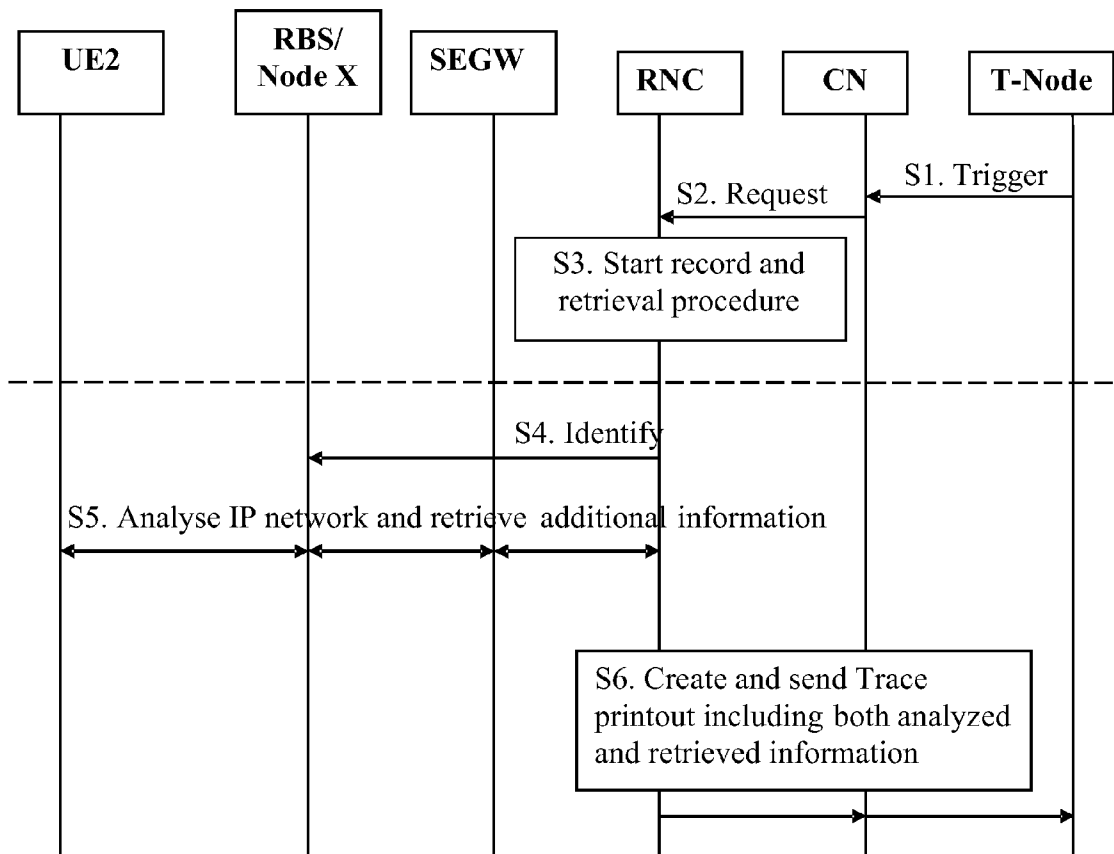 UE2
RBS/
Node X
SEGW
RNC
CN
T-Node
S1. Trigger
S2. Request
S3. Start record and
retrieval procedure
S4. Identify
S5. Analyse IP network and retrieve additional information
S6. Create and send Trace
printout including both analyzed
and retrieved information